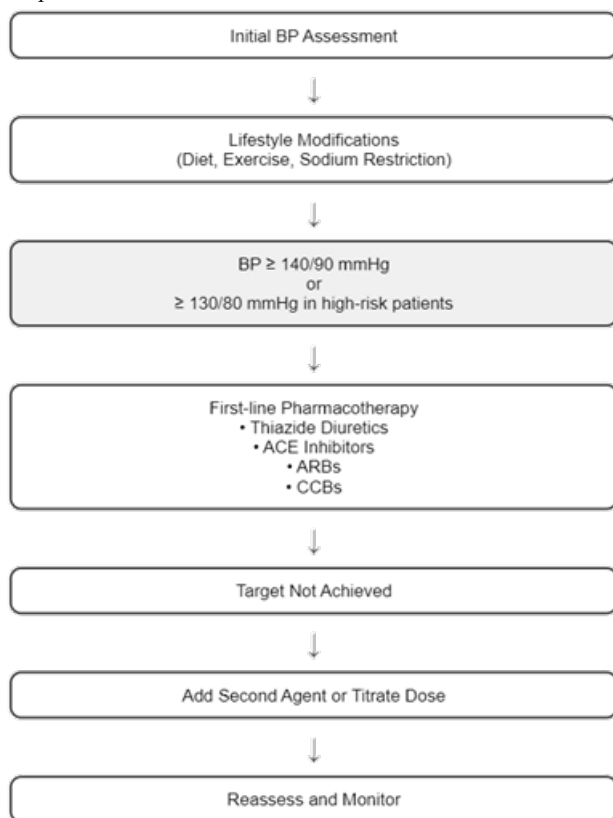 Initial BP Assessment
Lifestyle Modifications
(Diet, Exercise, Sodium Restriction)
BP ≥ 140/90 mmHg
or
≥ 130/80 mmHg in high-risk patients
First-line Pharmacotherapy
• Thiazide Diuretics
• ACE Inhibitors
• ARBs
• CCBs
Target Not Achieved
Add Second Agent or Titrate Dose
Reassess and Monitor